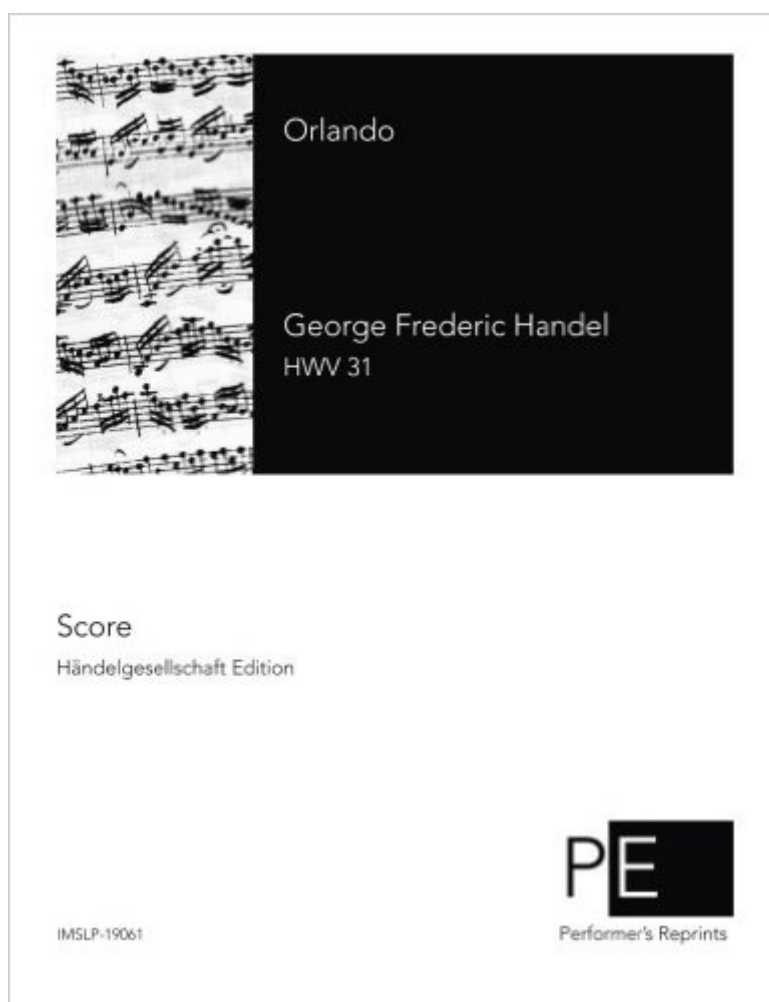 Orlando
George Frederic Handel
HWV 31
Score
Händelgesellschaft Edition
PE
IMSLP-19061
Performer's Reprints